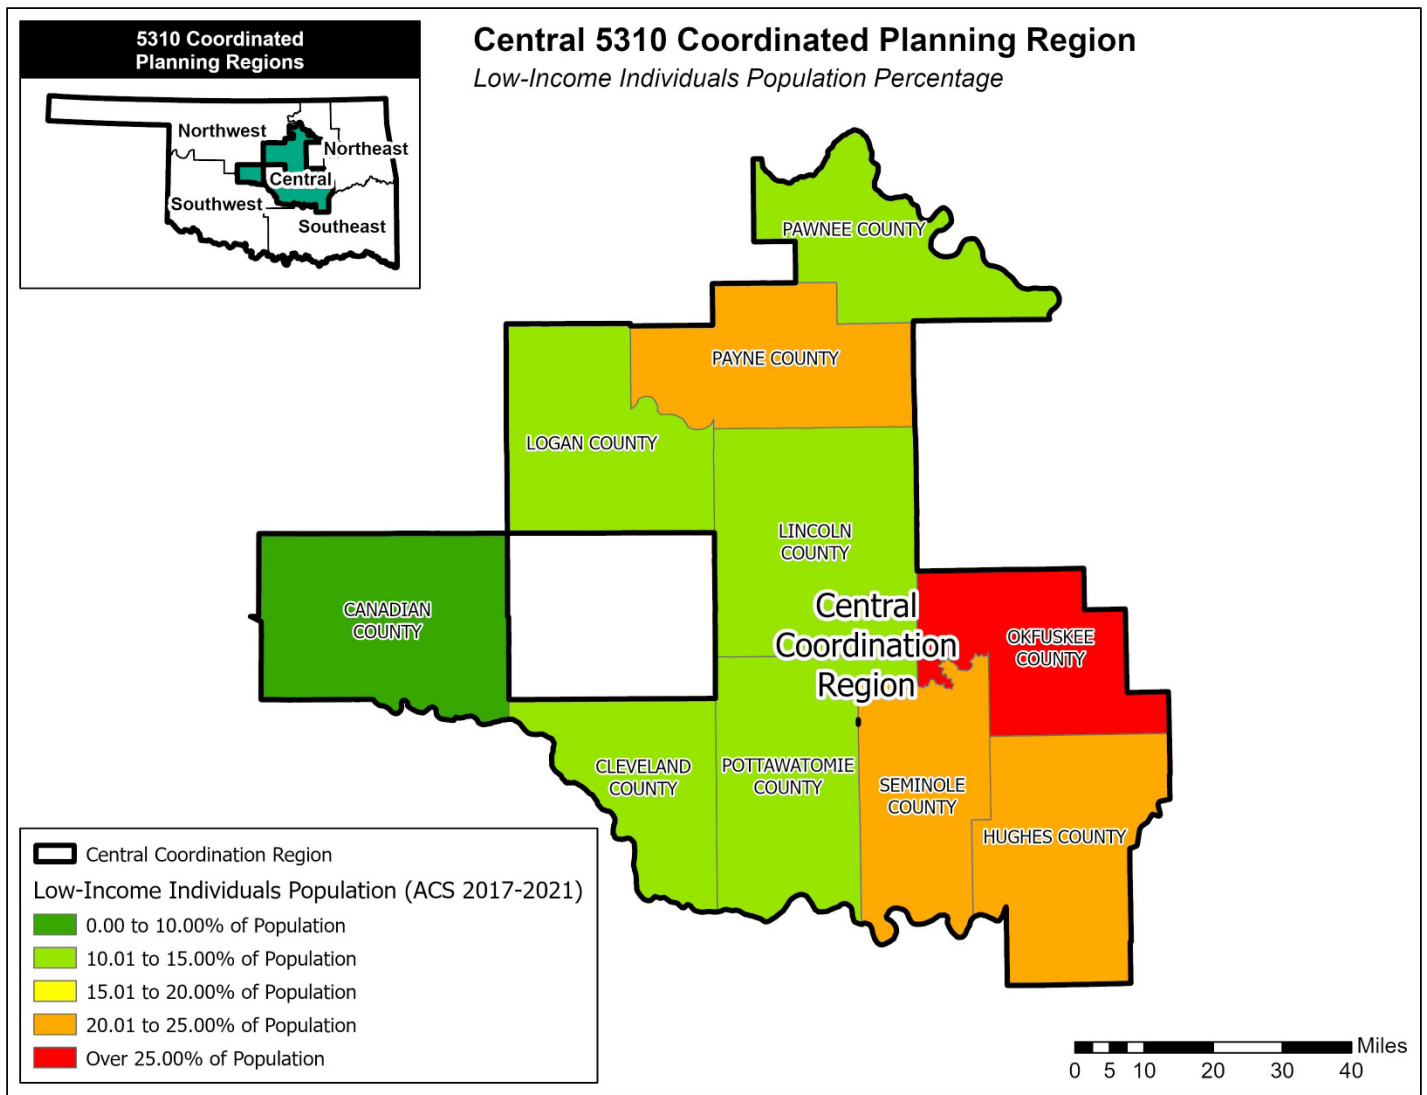 5310 Coordinated
Planning Regions
Northwest
Northeast
Central
Southwest
Southeast
Central 5310 Coordinated Planning Region
Low-Income Individuals Population Percentage
PAWNEE COUNTY
PAYNE COUNTY
LOGAN COUNTY
LINCOLN
COUNTY
CANADIAN
COUNTY
Central
Coordination
Region
OKFUSKEE
COUNTY
CLEVELAND
COUNTY
POTTAWATOMIE
COUNTY
SEMINOLE
COUNTY
HUGHES COUNTY
Central Coordination Region
Low-Income Individuals Population (ACS 2017-2021)
0.00 to 10.00% of Population
10.01 to 15.00% of Population
15.01 to 20.00% of Population
20.01 to 25.00% of Population
Over 25.00% of Population
Miles
0 5 10 20 30 40